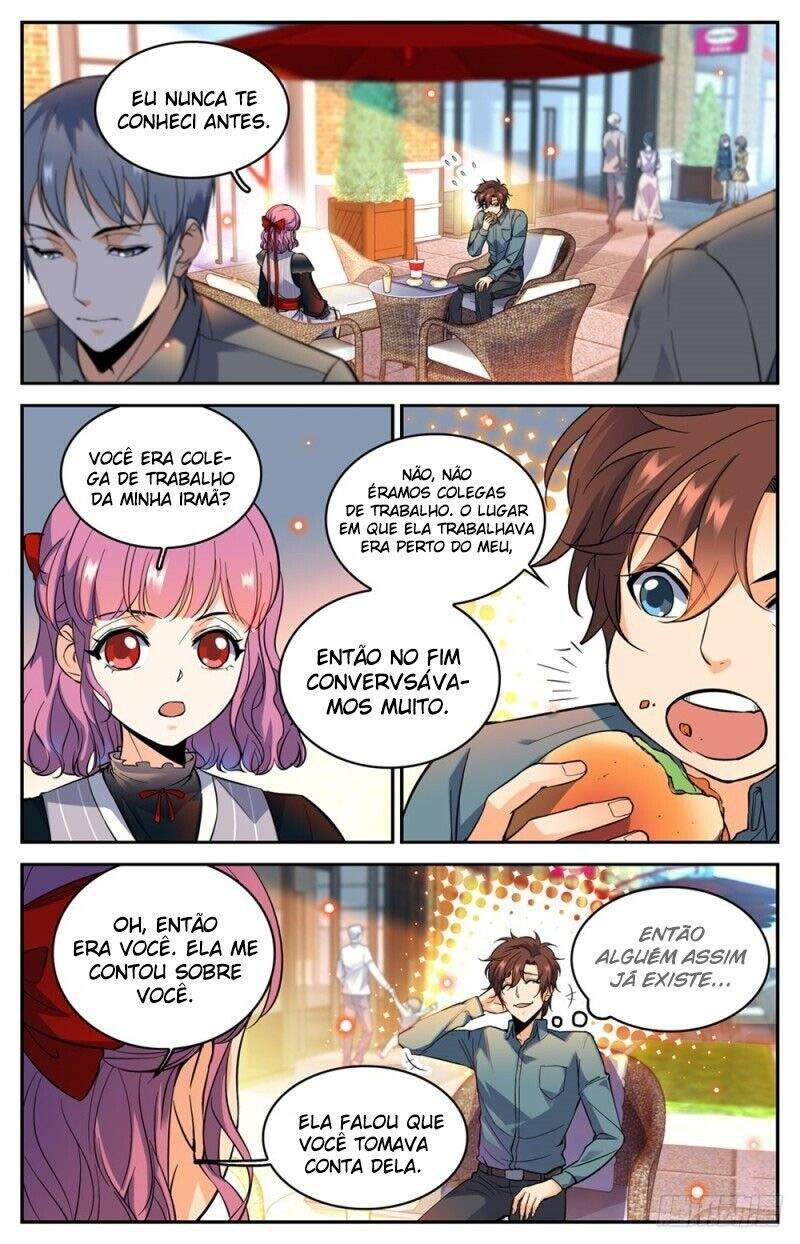 EU NUNCA TE
CONHECI ANTES.
VOCÊ ERA COLE-
GA DE TRABALHO
DA MINHA IRMÃ?
NÃO, NÃO
ÉRAMOS COLEGAS
DE TRABALHO. O LUGAR
EM QUE ELA TRABALHAVA
ERA PERTO DO MEU,
ENTÃO NO FIM
CONVERVSÁVA-
MOS MUITO.
OH, ENTÃO
ERA VOCÊ. ELA ME
CONTOU SOBRE
VOCÊ.
ENTÃO
ALGUÉM ASSIM
JÁ EXISTE...
ELA FALOU QUE
VOCÊ TOMAVA
CONTA DELA.